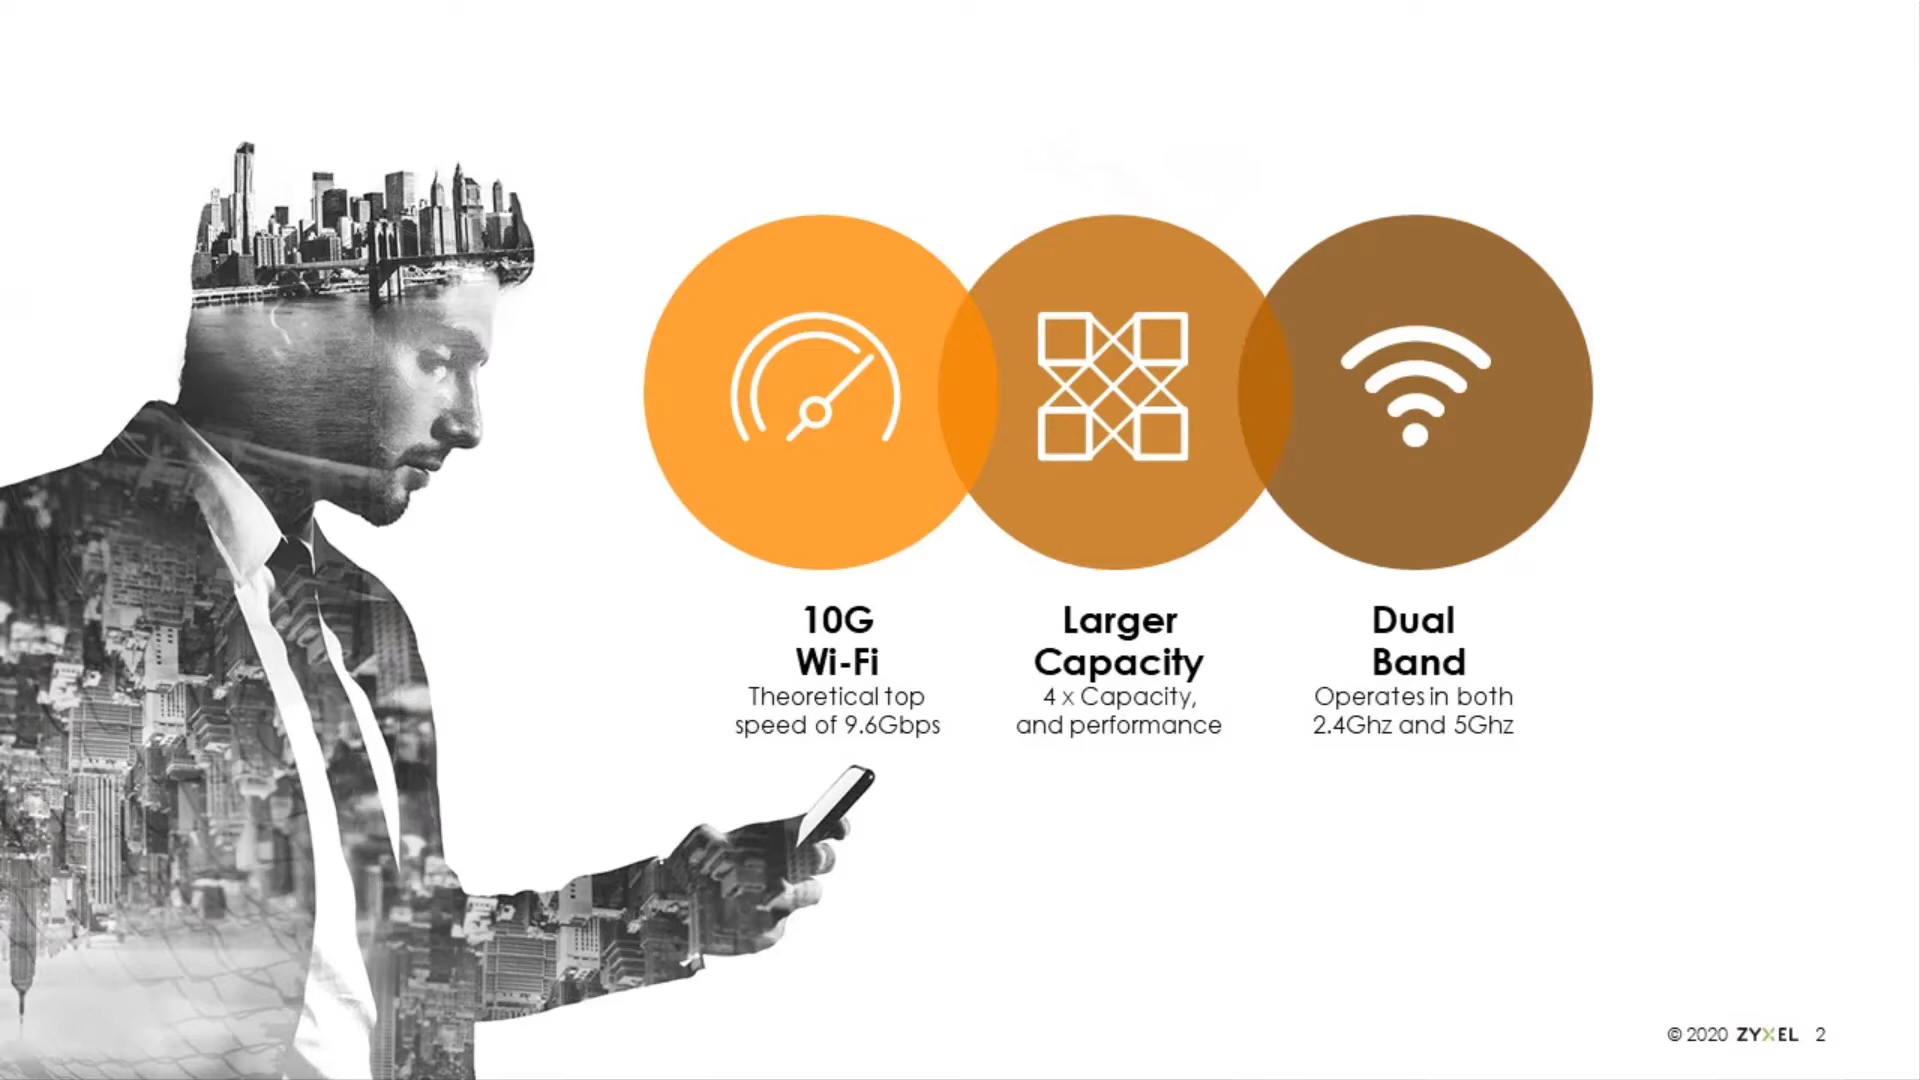 10G
Wi-Fi
Theoretical top
speed of 9.6Gbps
Larger
Capacity
4 x Capacity,
and performance
Dual
Band
Operates in both
2.4Ghz and 5Ghz
© 2020 ZYXEL 2